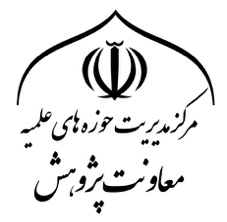 مرکز مدیریت حوزه های علمیه
معاونت پژوهش